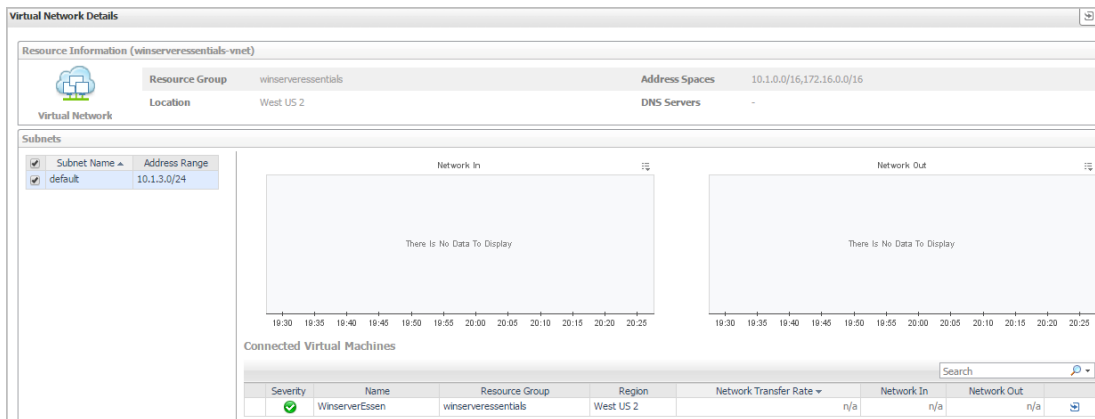 Virtual Network Details
Resource Information (winserveressentials-vnet)
Resource Group winserveressentials Address Spaces 10.1.0.0/16,172.16.0.0/16
Location West US 2 DNS Servers -
Virtual Network
Subnets
Subnet Name Address Range
default 10.1.3.0/24
Network In
There Is No Data To Display
19:30 19:35 19:40 19:45 19:50 19:55 20:00 20:05 20:10 20:15 20:20 20:25
Network Out
There Is No Data To Display
19:30 19:35 19:40 19:45 19:50 19:55 20:00 20:05 20:10 20:15 20:20 20:25
Connected Virtual Machines
Search
Severity Name Resource Group Region Network Transfer Rate Network In Network Out
WinserverEssen winserveressentials West US 2 n/a n/a n/a